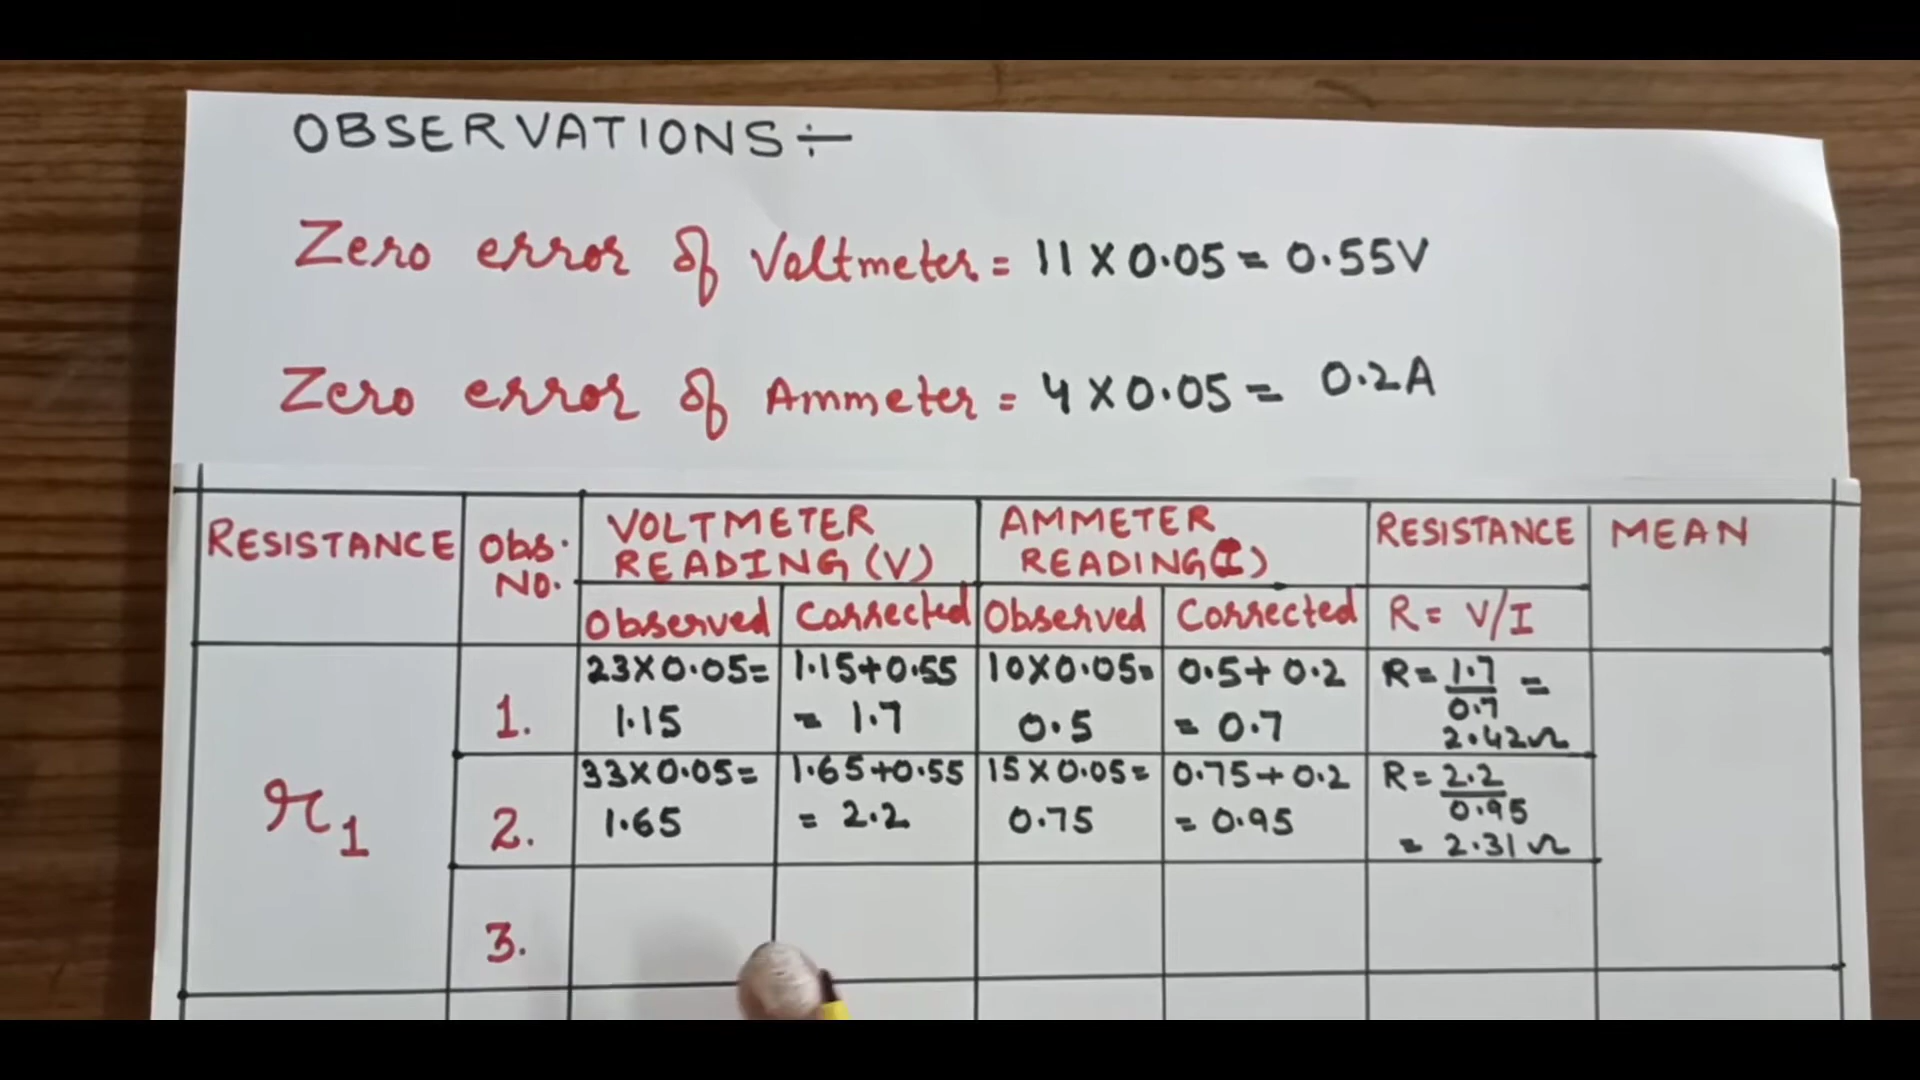 OBSERVATIONS ÷
Zero error of Voltmeter = 11 X 0.05 = 0.55V
Zero error of Ammeter = 4 X 0.05 = 0.2A
RESISTANCE
Obs.
No.
VOLTMETER
READING (V)
AMMETER
READING(I)
RESISTANCE
MEAN
Observed
Corrected
Observed
Corrected
R = V/I
r1
1.
23X0.05=
1.15
1.15+0.55
= 1.7
10X0.05=
0.5
0.5+ 0.2
= 0.7
R = 1.7
0.7 =
2.42Ω
2.
33X0.05=
1.65
1.65+0.55
= 2.2
15X0.05=
0.75
0.75+0.2
= 0.95
R = 2.2
0.95
= 2.31Ω
3.